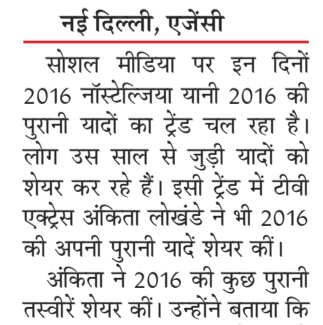 नई दिल्ली, एजेंसी
सोशल मीडिया पर इन दिनों
2016 नॉस्टेल्जिया यानी 2016 की
पुरानी यादों का ट्रेंड चल रहा है।
लोग उस साल से जुड़ी यादों को
शेयर कर रहे हैं। इसी ट्रेंड में टीवी
एक्ट्रेस अंकिता लोखंडे ने भी 2016
की अपनी पुरानी यादें शेयर कीं।
अंकिता ने 2016 की कुछ पुरानी
तस्वीरें शेयर कीं। उन्होंने बताया कि